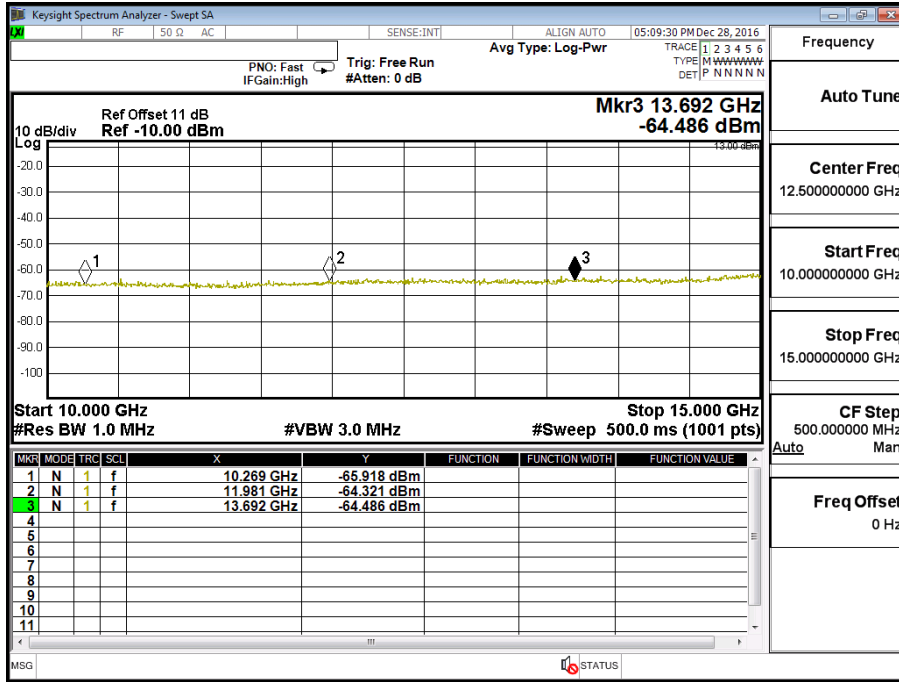 Keysight Spectrum Analyzer - Swept SA
LXI RF 50 Ω AC SENSE:INT ALIGN AUTO 05:09:30 PM Dec 28, 2016
Avg Type: Log-Pwr TRACE 1 2 3 4 5 6
PNO: Fast Trig: Free Run TYPE M WWWWW
IFGain:High #Atten: 0 dB DET P N N N N N
Ref Offset 11 dB Mkr3 13.692 GHz
10 dB/div Ref -10.00 dBm -64.486 dBm
Log 13.00 dBm
-20.0
-30.0
-40.0
-50.0
1 2 3
-60.0
-70.0
-80.0
-90.0
-100
Start 10.000 GHz Stop 15.000 GHz
#Res BW 1.0 MHz #VBW 3.0 MHz #Sweep 500.0 ms (1001 pts)
MKR MODE TRC SCL X Y FUNCTION FUNCTION WIDTH FUNCTION VALUE
1 N 1 f 10.269 GHz -65.918 dBm
2 N 1 f 11.981 GHz -64.321 dBm
3 N 1 f 13.692 GHz -64.486 dBm
4
5
6
7
8
9
10
11
MSG STATUS
Frequency
Auto Tune
Center Freq
12.500000000 GHz
Start Freq
10.000000000 GHz
Stop Freq
15.000000000 GHz
CF Step
500.000000 MHz
Auto Man
Freq Offset
0 Hz